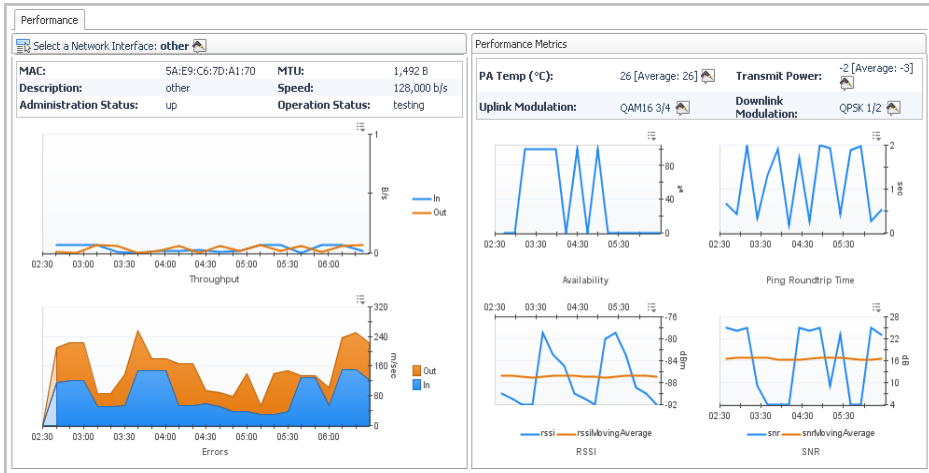 Performance
Select a Network Interface: other
MAC: 5A:E9:C6:7D:A1:70 MTU: 1,492 B
Description: other Speed: 128,000 b/s
Administration Status: up Operation Status: testing
1
B/s
0
In
Out
02:30 03:00 03:30 04:00 04:30 05:00 05:30 06:00
Throughput
320
240
160
80
0
m/sec
Out
In
02:30 03:00 03:30 04:00 04:30 05:00 05:30 06:00
Errors
Performance Metrics
PA Temp (°C): 26 [Average: 26] Transmit Power: -2 [Average: -3]
Uplink Modulation: QAM16 3/4 Downlink Modulation: QPSK 1/2
80
40
0
%
02:30 03:30 04:30 05:30
Availability
2
1
0
sec
02:30 03:30 04:30 05:30
Ping Roundtrip Time
02:30 03:30 04:30 05:30
-76
-80
-88
-92
dBm
rssi rssiMovingAverage
RSSI
28
22
16
10
4
dB
02:30 03:30 04:30 05:30
snr snrMovingAverage
SNR